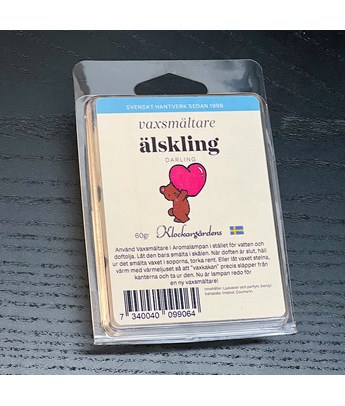 SVENSKT HANTVERK SEDAN 1998
vaxsmältare
älskling
DARLING
60gr
Klockargårdens
Använd Vaxsmältare i Aromalampan i stället för vatten och
doftolja. Låt den bara smälta i skålen. När doften är slut, häll
ur det smälta vaxet i soporna, torka rent. Eller låt vaxet stelna,
värm med värmeljuset så att "vaxkakan" precis släpper från
kanterna och ta ut den. Nu är lampan redo för
en ny vaxsmältare!
Innehåller
7 340040 099064